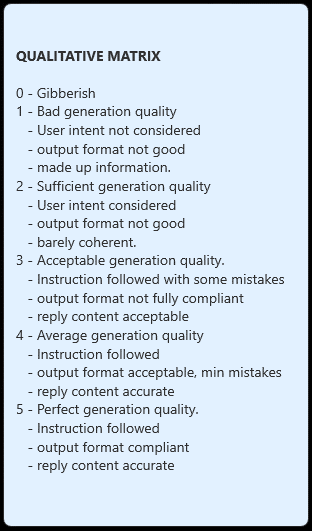 QUALITATIVE MATRIX
0 - Gibberish
1 - Bad generation quality
- User intent not considered
- output format not good
- made up information.
2 - Sufficient generation quality
- User intent considered
- output format not good
- barely coherent.
3 - Acceptable generation quality.
- Instruction followed with some mistakes
- output format not fully compliant
- reply content acceptable
4 - Average generation quality
- Instruction followed
- output format acceptable, min mistakes
- reply content accurate
5 - Perfect generation quality.
- Instruction followed
- output format compliant
- reply content accurate